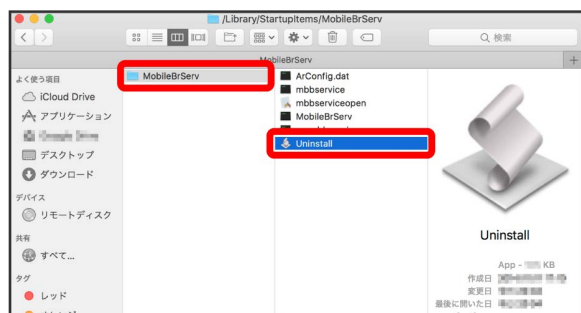 /Library/StartupItems/MobileBrServ
検索
MobileBrServ
よく使う項目
iCloud Drive
アプリケーション
デスクトップ
ダウンロード
デバイス
リモートディスク
共有
すべて...
タグ
レッド
MobileBrServ
ArConfig.dat
mbbservice
mbbserviceopen
MobileBrServ
Uninstall
Uninstall
App - KB
作成日
変更日
最後に開いた日